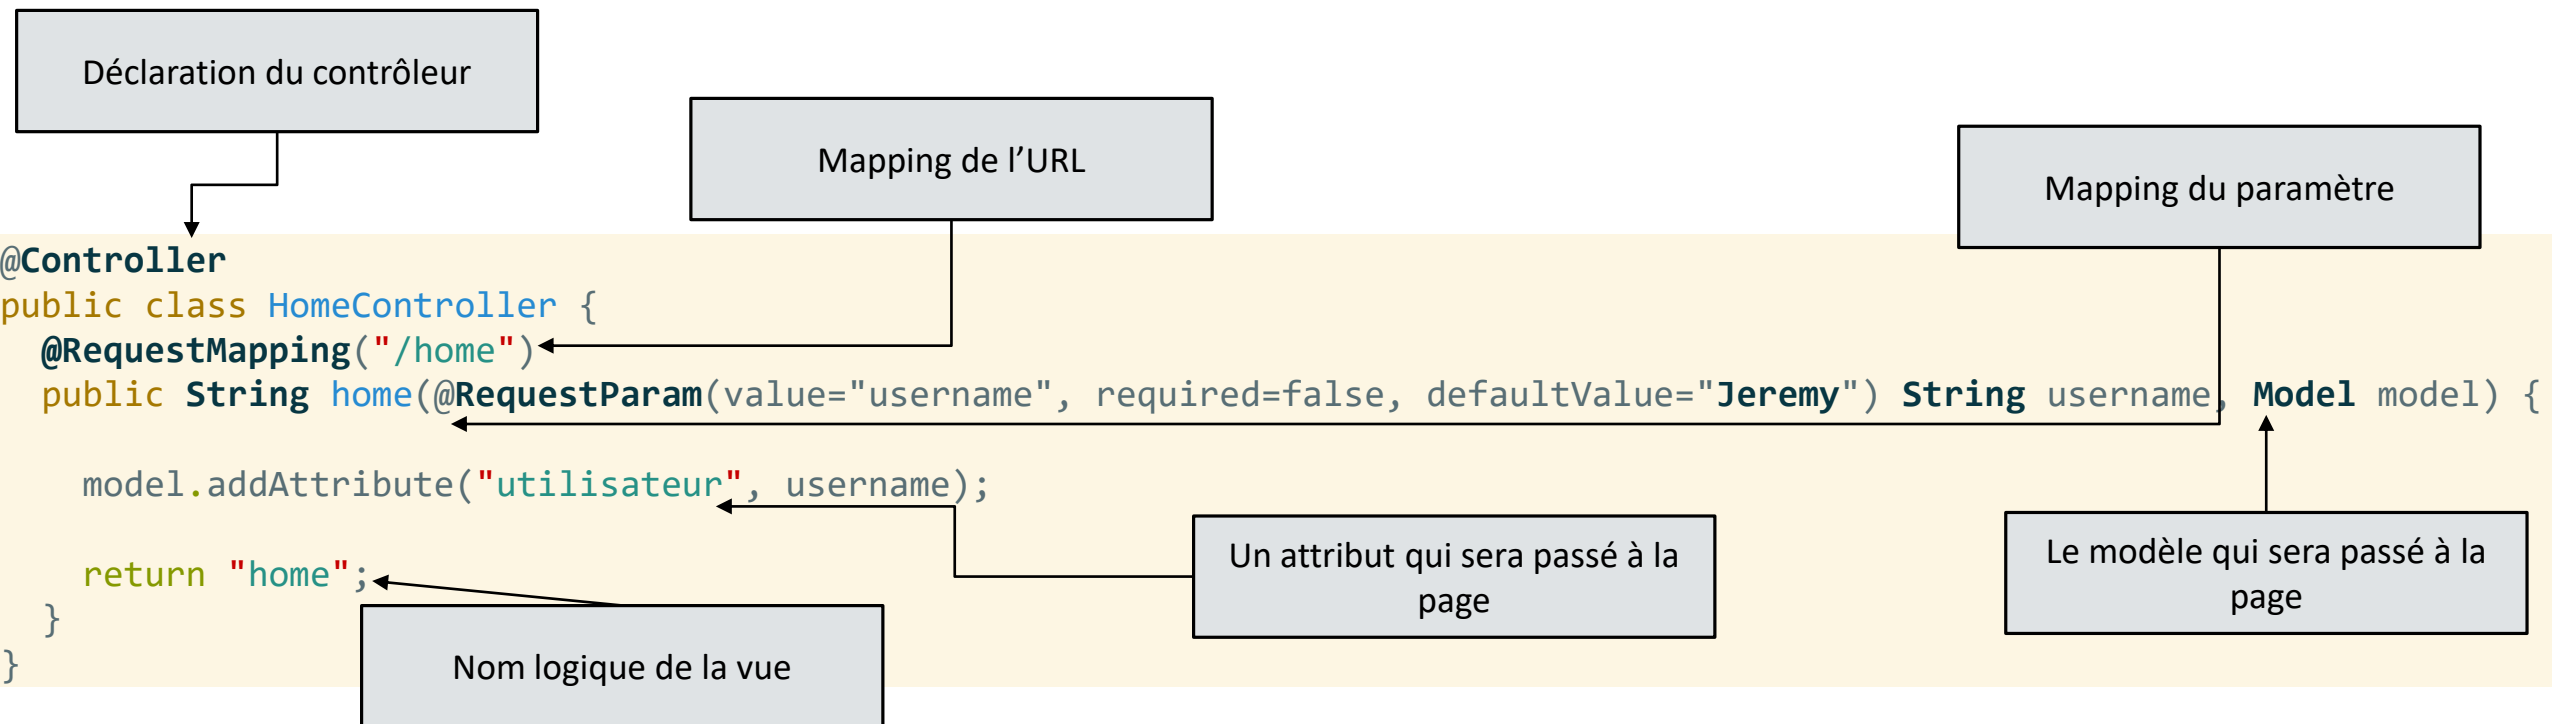 Déclaration du contrôleur
Mapping de l’URL
Mapping du paramètre
@Controller
public class HomeController {
@RequestMapping("/home")
public String home(@RequestParam(value="username", required=false, defaultValue="Jeremy") String username, Model model) {
model.addAttribute("utilisateur", username);
Un attribut qui sera passé à la
page
Le modèle qui sera passé à la
page
return "home";
}
}
Nom logique de la vue